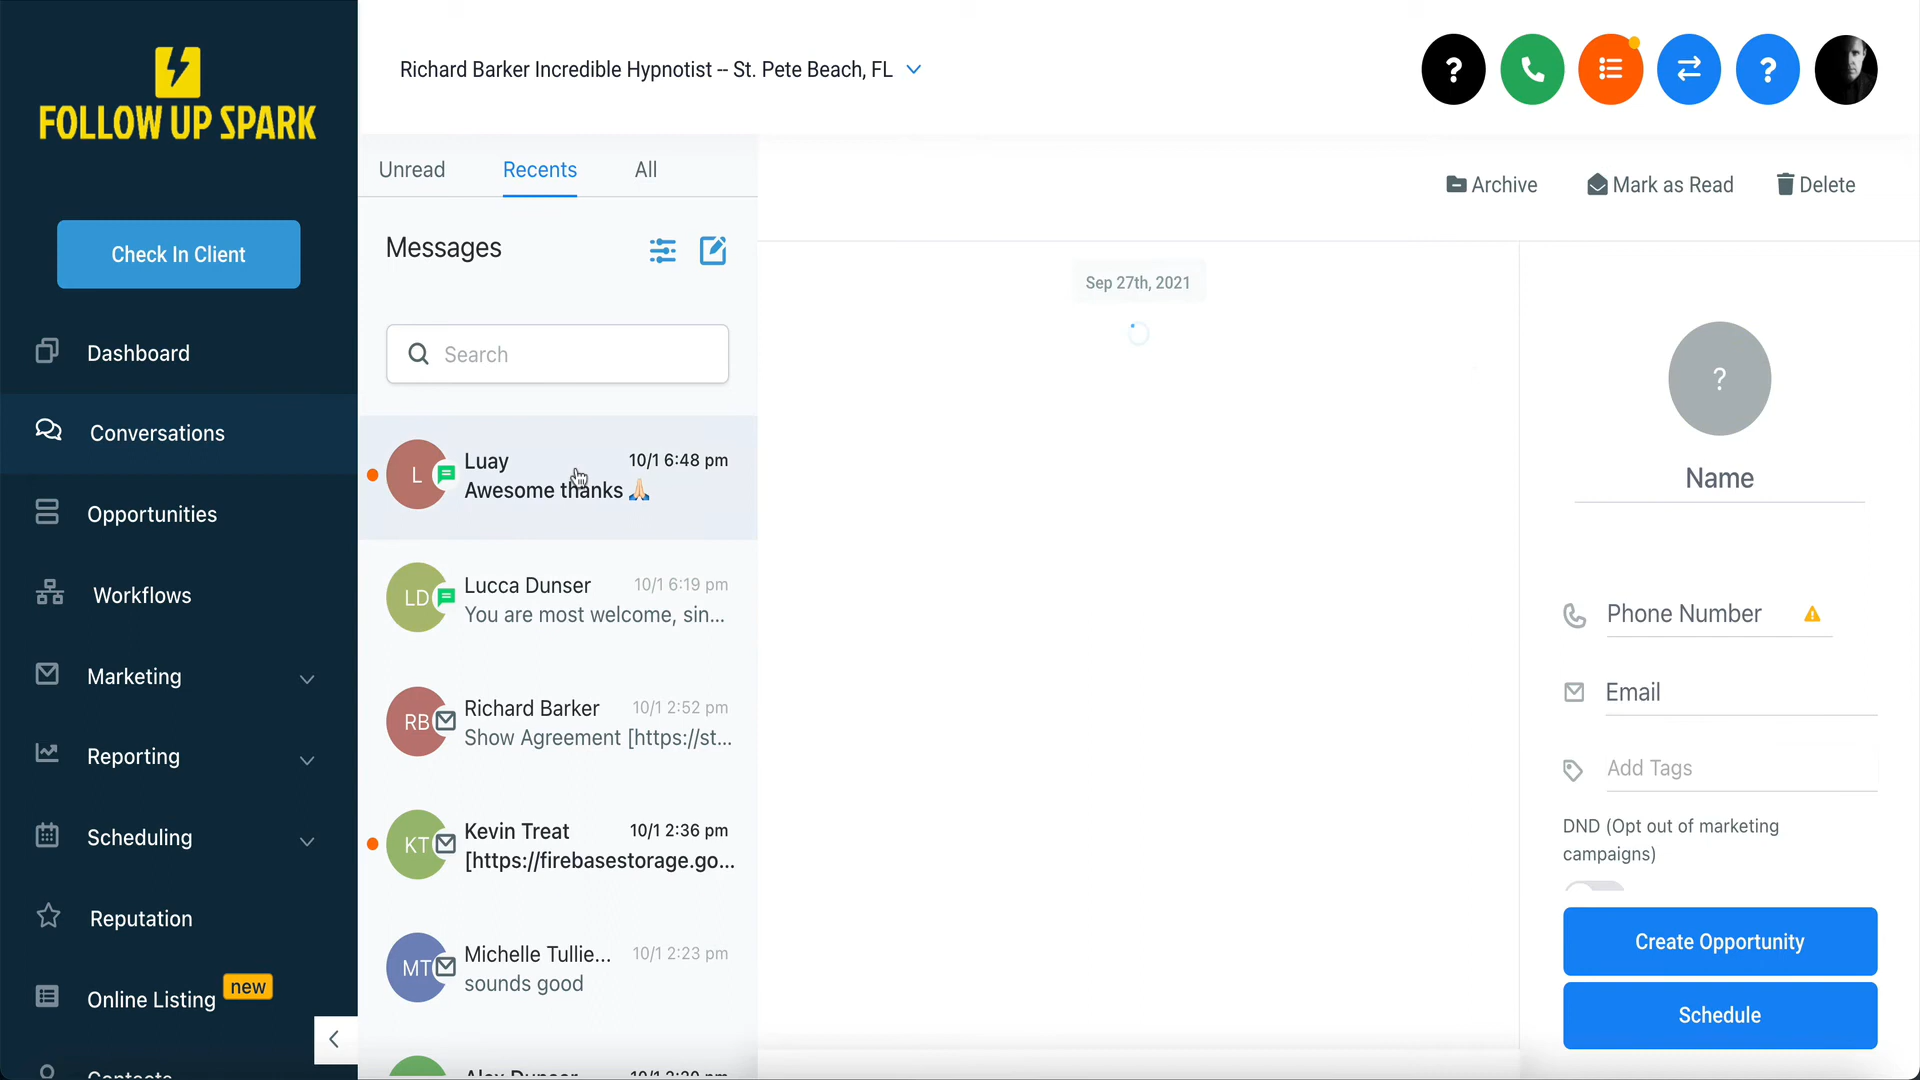 FOLLOW UP SPARK
Check In Client
Dashboard
Conversations
Opportunities
Workflows
Marketing
Reporting
Scheduling
Reputation
Online Listing new
Contacts
Richard Barker Incredible Hypnotist -- St. Pete Beach, FL
? ?
Unread Recents All
Archive Mark as Read Delete
Messages
Search
L Luay 10/1 6:48 pm
Awesome thanks 🙏🏻
LD Lucca Dunser 10/1 6:19 pm
You are most welcome, sin...
RB Richard Barker 10/1 2:52 pm
Show Agreement [https://st...
KT Kevin Treat 10/1 2:36 pm
[https://firebasestorage.go...
MT Michelle Tullie... 10/1 2:23 pm
sounds good
Sep 27th, 2021
?
Name
Phone Number
Email
Add Tags
DND (Opt out of marketing
campaigns)
Create Opportunity
Schedule